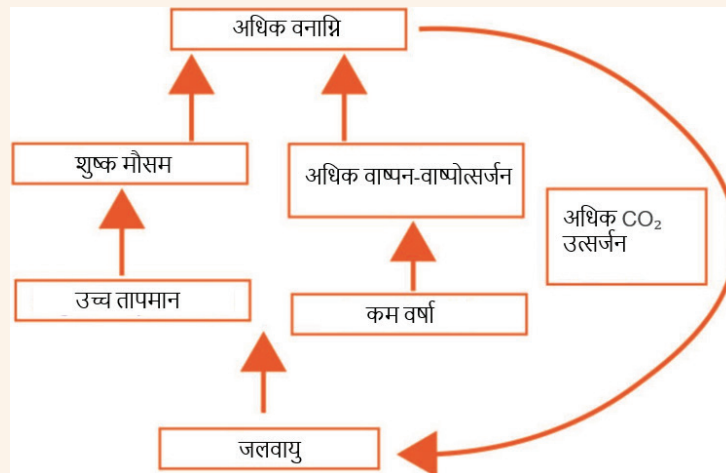 अधिक वनाग्नि
शुष्क मौसम
अधिक वाष्पन-वाष्पोत्सर्जन
अधिक CO₂
उत्सर्जन
उच्च तापमान
कम वर्षा
जलवायु